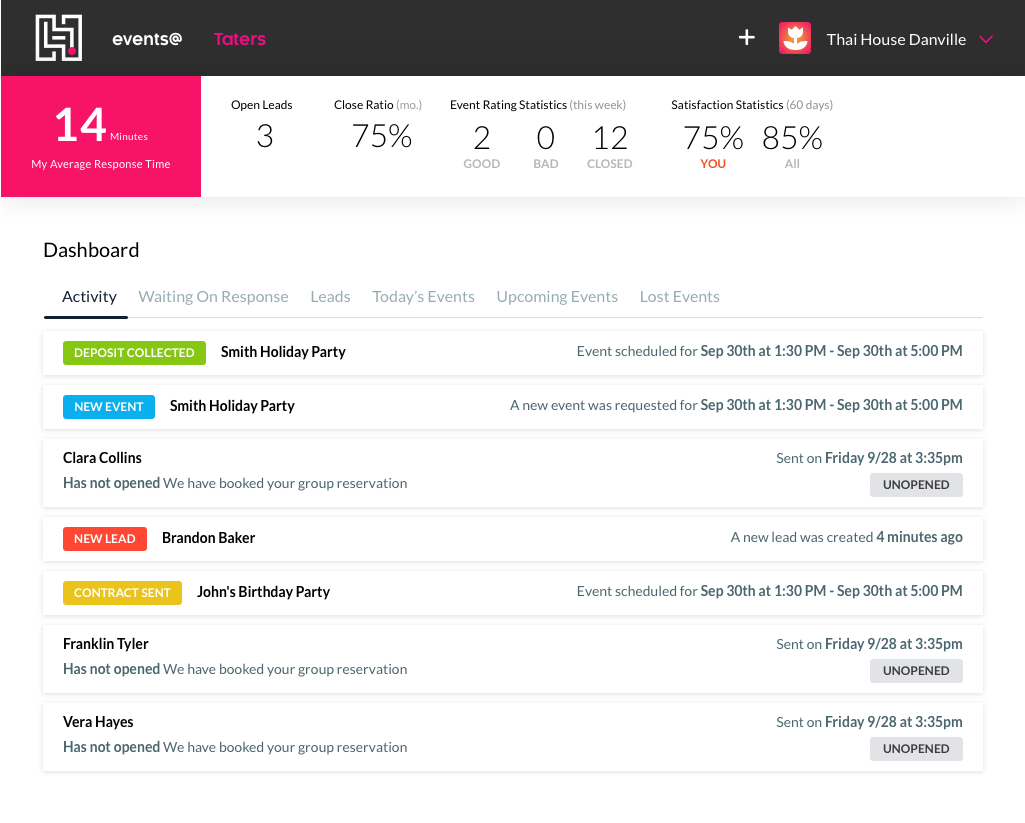 events@ Taters Thai House Danville
14 Minutes
My Average Response Time
Open Leads
3
Close Ratio (mo.)
75%
Event Rating Statistics (this week)
2 0 12
GOOD BAD CLOSED
Satisfaction Statistics (60 days)
75% 85%
YOU All
Dashboard
Activity Waiting On Response Leads Today's Events Upcoming Events Lost Events
DEPOSIT COLLECTED Smith Holiday Party Event scheduled for Sep 30th at 1:30 PM - Sep 30th at 5:00 PM
NEW EVENT Smith Holiday Party A new event was requested for Sep 30th at 1:30 PM - Sep 30th at 5:00 PM
Clara Collins Sent on Friday 9/28 at 3:35pm
Has not opened We have booked your group reservation UNOPENED
NEW LEAD Brandon Baker A new lead was created 4 minutes ago
CONTRACT SENT John's Birthday Party Event scheduled for Sep 30th at 1:30 PM - Sep 30th at 5:00 PM
Franklin Tyler Sent on Friday 9/28 at 3:35pm
Has not opened We have booked your group reservation UNOPENED
Vera Hayes Sent on Friday 9/28 at 3:35pm
Has not opened We have booked your group reservation UNOPENED